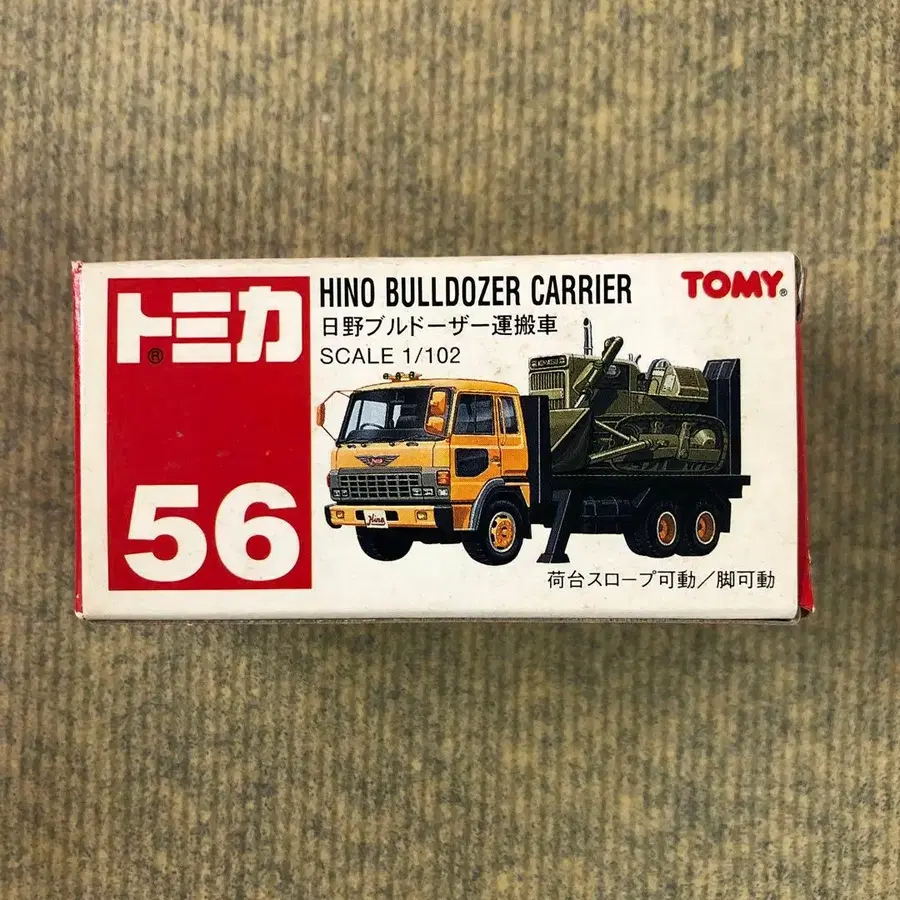 トミカ®
56
HINO BULLDOZER CARRIER
日野ブルドーザー運搬車
SCALE 1/102
TOMY®
Hino
荷台スロープ可動／脚可動